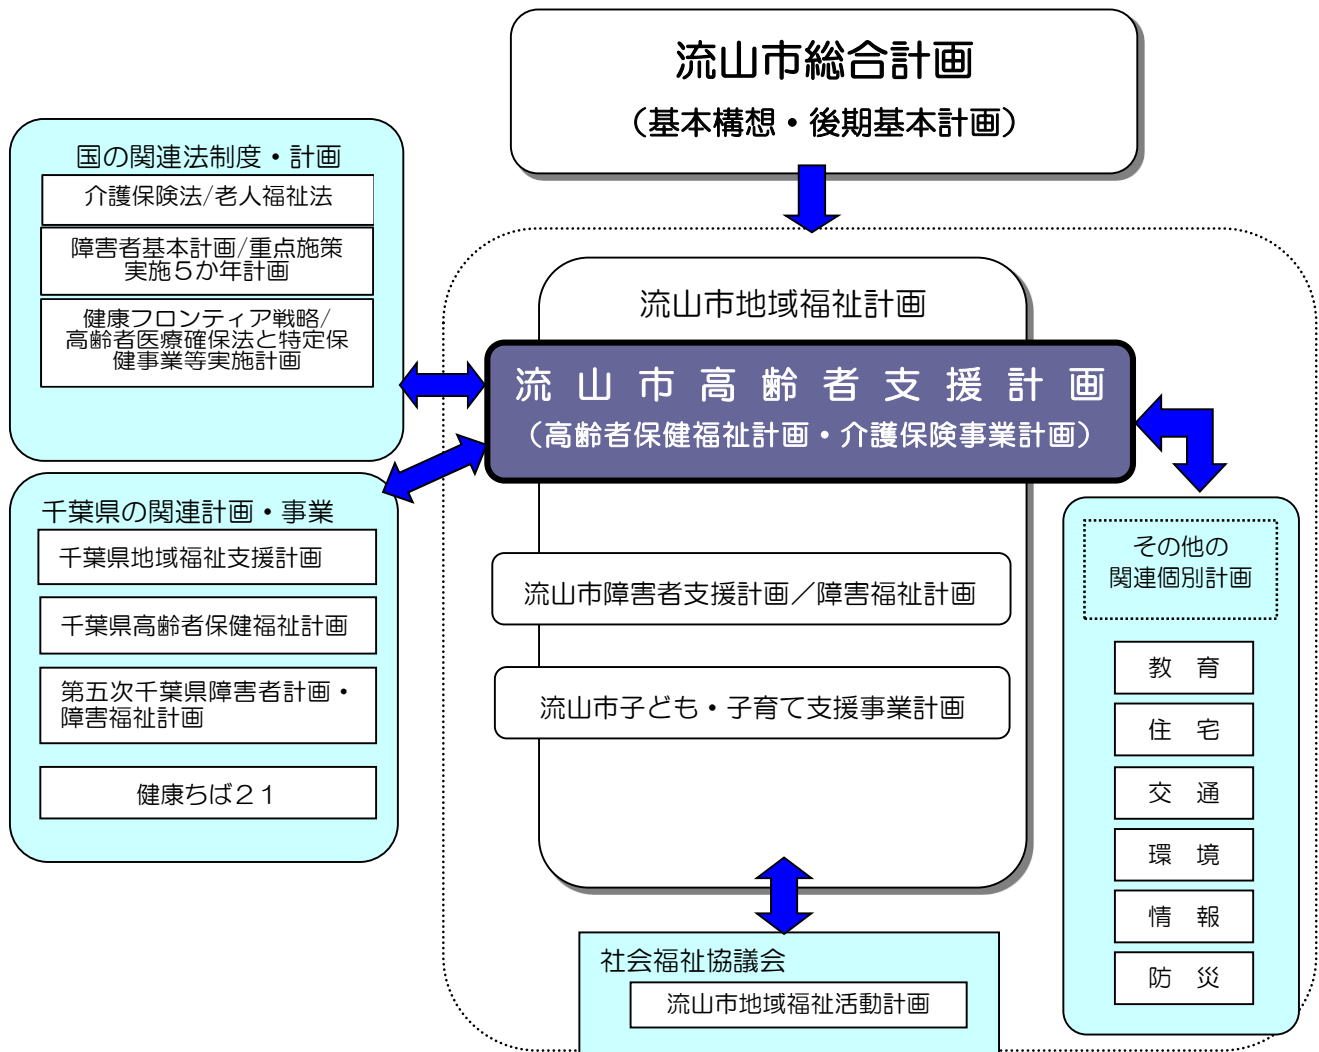 流山市総合計画
（基本構想・後期基本計画）
国の関連法制度・計画
介護保険法/老人福祉法
障害者基本計画/重点施策
実施５か年計画
健康フロンティア戦略/
高齢者医療確保法と特定保
健事業等実施計画
千葉県の関連計画・事業
千葉県地域福祉支援計画
千葉県高齢者保健福祉計画
第五次千葉県障害者計画・
障害福祉計画
健康ちば２１
流山市地域福祉計画
流山市高齢者支援計画
（高齢者保健福祉計画・介護保険事業計画）
流山市障害者支援計画／障害福祉計画
流山市子ども・子育て支援事業計画
社会福祉協議会
流山市地域福祉活動計画
その他の
関連個別計画
教　育
住　宅
交　通
環　境
情　報
防　災